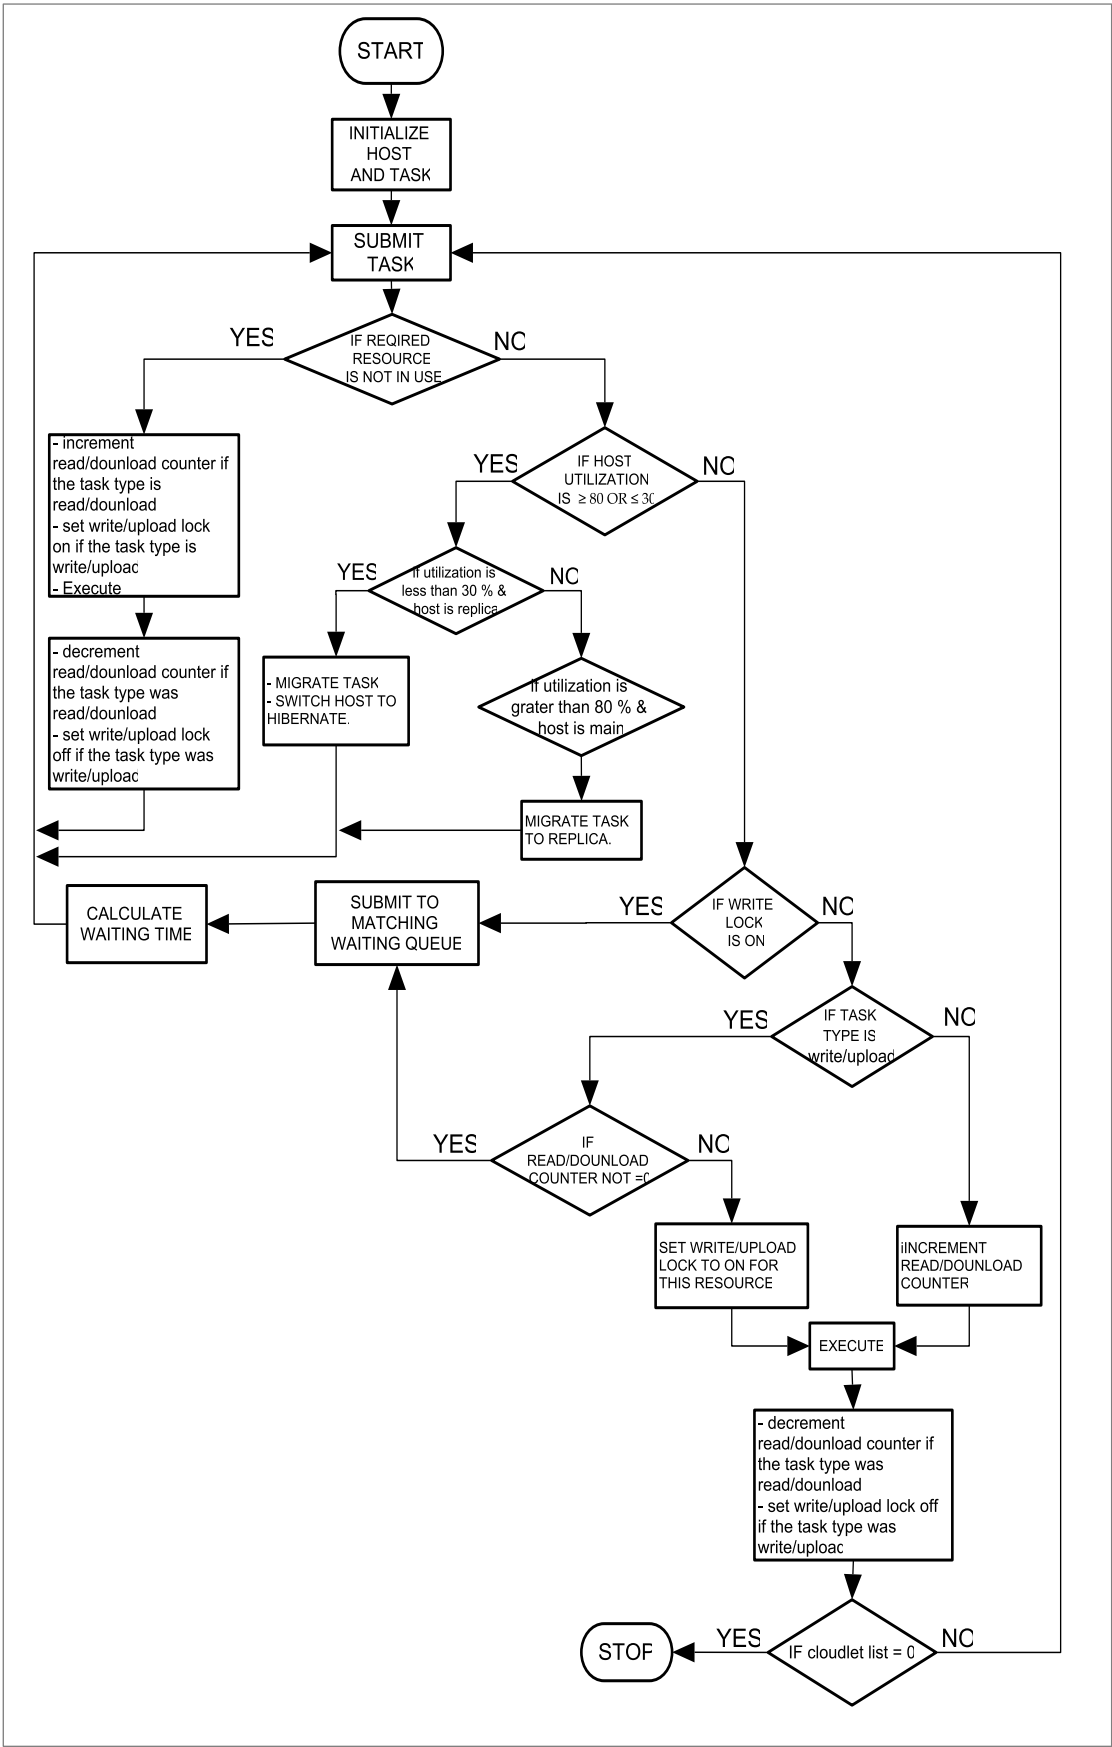 START
INITIALIZE
HOST
AND TASK
SUBMIT
TASK
YES
IF REQIRED
RESOURCE
IS NOT IN USE
NO
- increment
read/dounload counter if
the task type is
read/dounload
- set write/upload lock
on if the task type is
write/upload
- Execute
YES
IF HOST
UTILIZATION
IS ≥ 80 OR ≤ 30
NO
YES
If utilization is
less than 30 % &
host is replica
NO
- decrement
read/dounload counter if
the task type was
read/dounload
- set write/upload lock
off if the task type was
write/upload
- MIGRATE TASK
- SWITCH HOST TO
HIBERNATE.
If utilization is
grater than 80 % &
host is main
MIGRATE TASK
TO REPLICA.
CALCULATE
WAITING TIME
SUBMIT TO
MATCHING
WAITING QUEUE
YES
IF WRITE
LOCK
IS ON
NO
YES
IF TASK
TYPE IS
write/upload
NO
YES
IF
READ/DOUNLOAD
COUNTER NOT =0
NO
SET WRITE/UPLOAD
LOCK TO ON FOR
THIS RESOURCE
iINCREMENT
READ/DOUNLOAD
COUNTER
EXECUTE
- decrement
read/dounload counter if
the task type was
read/dounload
- set write/upload lock off
if the task type was
write/upload
STOP
YES
IF cloudlet list = 0
NO